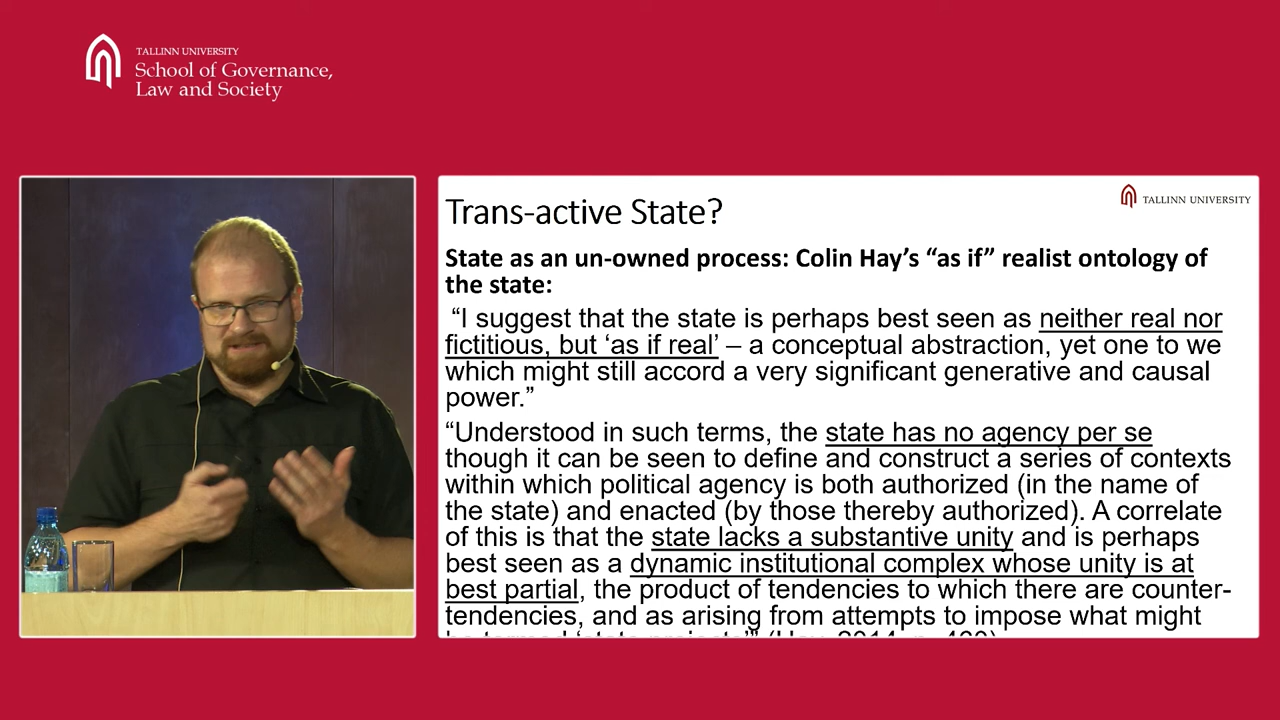 TALLINN UNIVERSITY
School of Governance,
Law and Society
TALLINN UNIVERSITY
Trans-active State?
State as an un-owned process: Colin Hay’s “as if” realist ontology of
the state:
“I suggest that the state is perhaps best seen as neither real nor
fictitious, but ‘as if real’ – a conceptual abstraction, yet one to we
which might still accord a very significant generative and causal
power.”
“Understood in such terms, the state has no agency per se
though it can be seen to define and construct a series of contexts
within which political agency is both authorized (in the name of
the state) and enacted (by those thereby authorized). A correlate
of this is that the state lacks a substantive unity and is perhaps
best seen as a dynamic institutional complex whose unity is at
best partial, the product of tendencies to which there are counter-
tendencies, and as arising from attempts to impose what might